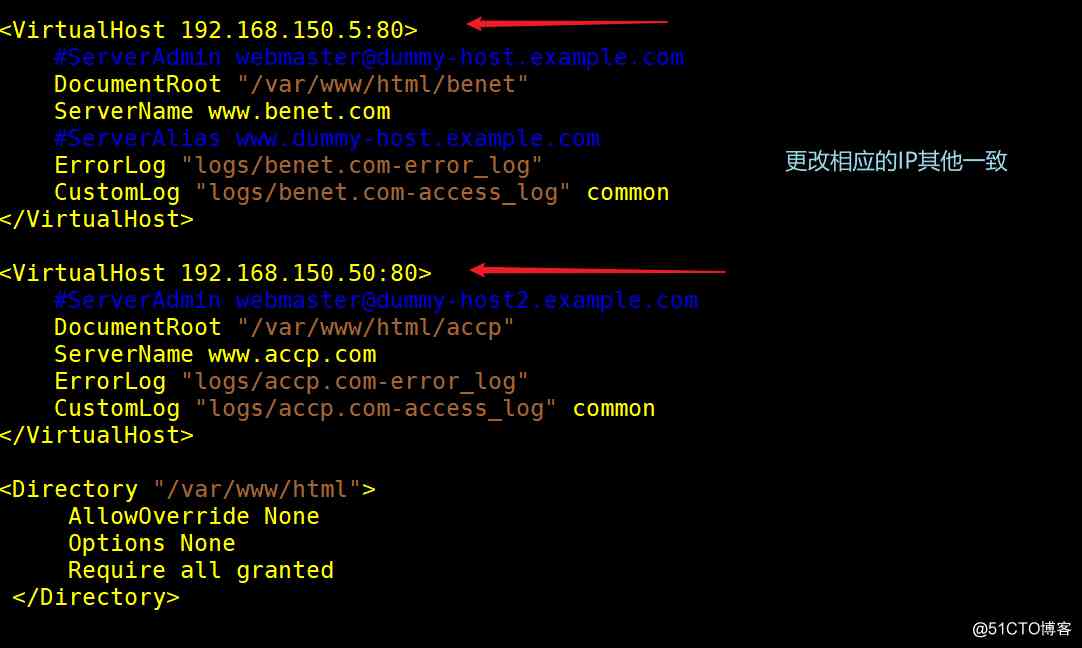 <VirtualHost 192.168.150.5:80>
#ServerAdmin webmaster@dummy-host.example.com
DocumentRoot "/var/www/html/benet"
ServerName www.benet.com
#ServerAlias www.dummy-host.example.com
更改相应的IP其他一致
ErrorLog "logs/benet.com-error_log"
CustomLog "logs/benet.com-access_log" common
</VirtualHost>
<VirtualHost 192.168.150.50:80>
#ServerAdmin webmaster@dummy-host2.example.com
DocumentRoot "/var/www/html/accp"
ServerName www.accp.com
ErrorLog "logs/accp.com-error_log"
CustomLog "logs/accp.com-access_log" common
</VirtualHost>
<Directory "/var/www/html">
AllowOverride None
Options None
Require all granted
</Directory>
@51CTO博客